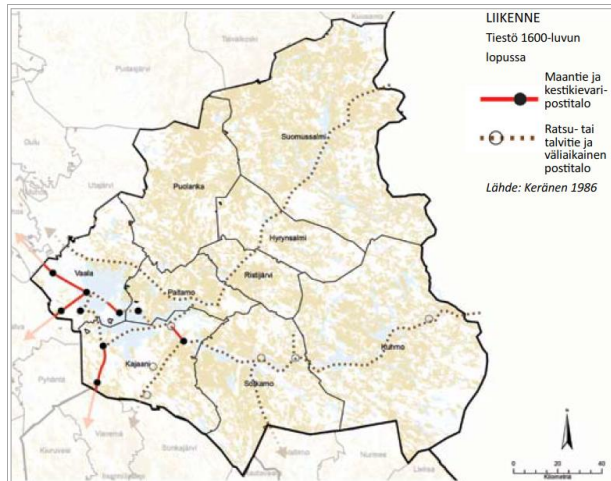 LIIKENNE
Tiestö 1600-luvun
lopussa
Maantie ja
kestikievari-
postitalo
Ratsu- tai
talvitie ja
väliaikainen
postitalo
Lähde: Keränen 1986
Kuusamo
Taivalkoski
Pudasjärvi
Oulu
Suomussalmi
Utajärvi
Puolanka
Hyrynsalmi
Vaala
Ristijärvi
Paltamo
Kuhmo
Kajaani
Sotkamo
Pyhäntä
Vieremä
Kiuruvesi
Sonkajärvi
Nurmes
Lieksa
Rautavaara
0 20 40
Kilometriä